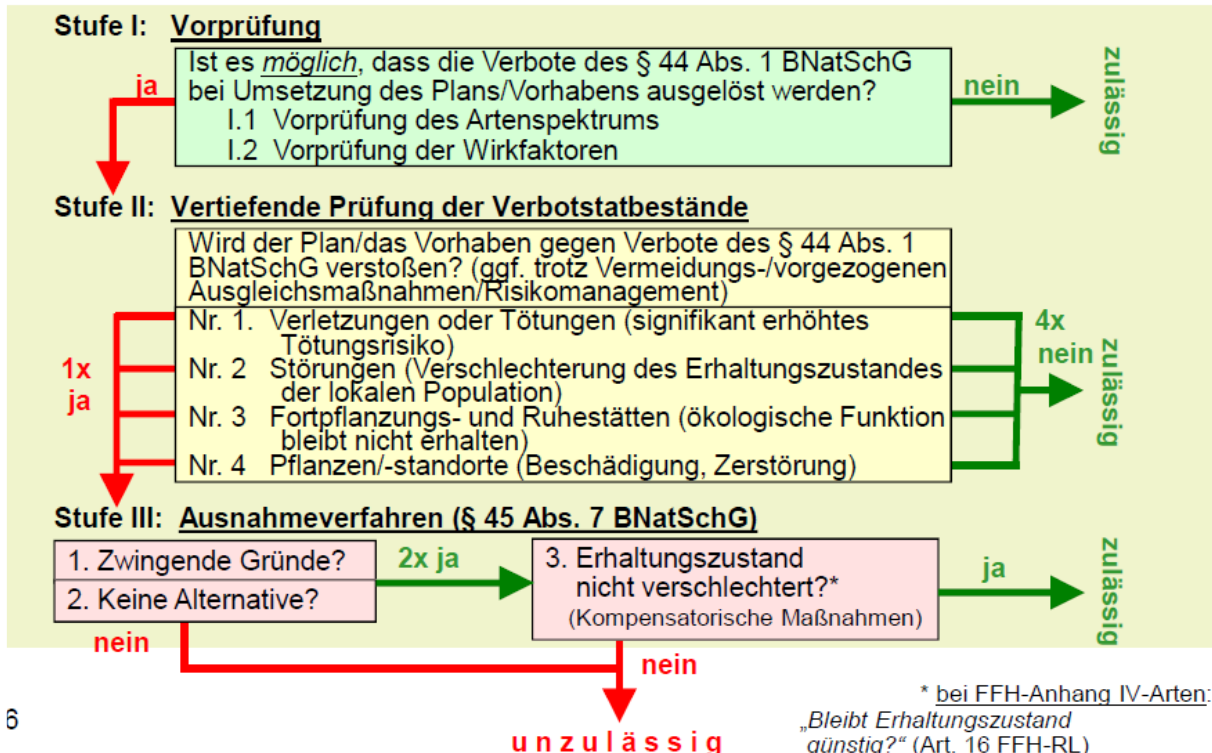 Stufe I: Vorprüfung
Ist es möglich, dass die Verbote des § 44 Abs. 1 BNatSchG
bei Umsetzung des Plans/Vorhabens ausgelöst werden?
I.1 Vorprüfung des Artenspektrums
I.2 Vorprüfung der Wirkfaktoren
ja
nein
zulässig
Stufe II: Vertiefende Prüfung der Verbotstatbestände
Wird der Plan/das Vorhaben gegen Verbote des § 44 Abs. 1
BNatSchG verstoßen? (ggf. trotz Vermeidungs-/vorgezogenen
Ausgleichsmaßnahmen/Risikomanagement)
Nr. 1. Verletzungen oder Tötungen (signifikant erhöhtes
Tötungsrisiko)
Nr. 2 Störungen (Verschlechterung des Erhaltungszustandes
der lokalen Population)
Nr. 3 Fortpflanzungs- und Ruhestätten (ökologische Funktion
bleibt nicht erhalten)
Nr. 4 Pflanzen/-standorte (Beschädigung, Zerstörung)
1x
ja
4x
nein
zulässig
Stufe III: Ausnahmeverfahren (§ 45 Abs. 7 BNatSchG)
1. Zwingende Gründe?
2. Keine Alternative?
2x ja
3. Erhaltungszustand
nicht verschlechtert?*
(Kompensatorische Maßnahmen)
ja
zulässig
nein
nein
unzulässig
* bei FFH-Anhang IV-Arten:
„Bleibt Erhaltungszustand
günstig?“ (Art. 16 FFH-RL)
6